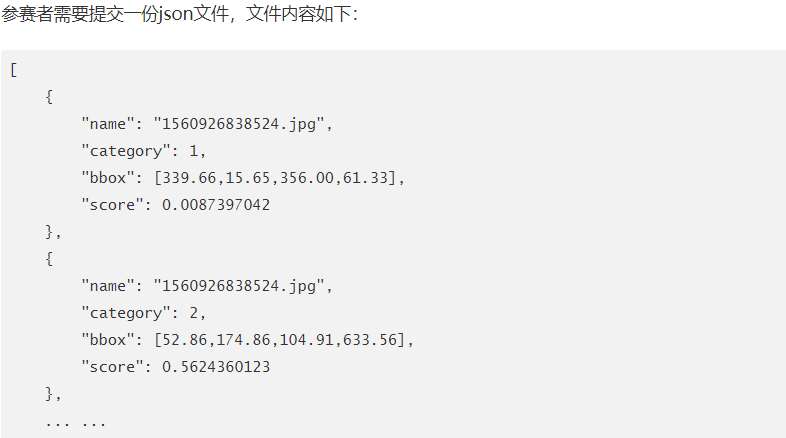 参赛者需要提交一份json文件，文件内容如下：
[
    {
        "name": "1560926838524.jpg",
        "category": 1,
        "bbox": [339.66,15.65,356.00,61.33],
        "score": 0.0087397042
    },
    {
        "name": "1560926838524.jpg",
        "category": 2,
        "bbox": [52.86,174.86,104.91,633.56],
        "score": 0.5624360123
    },
    ... ...